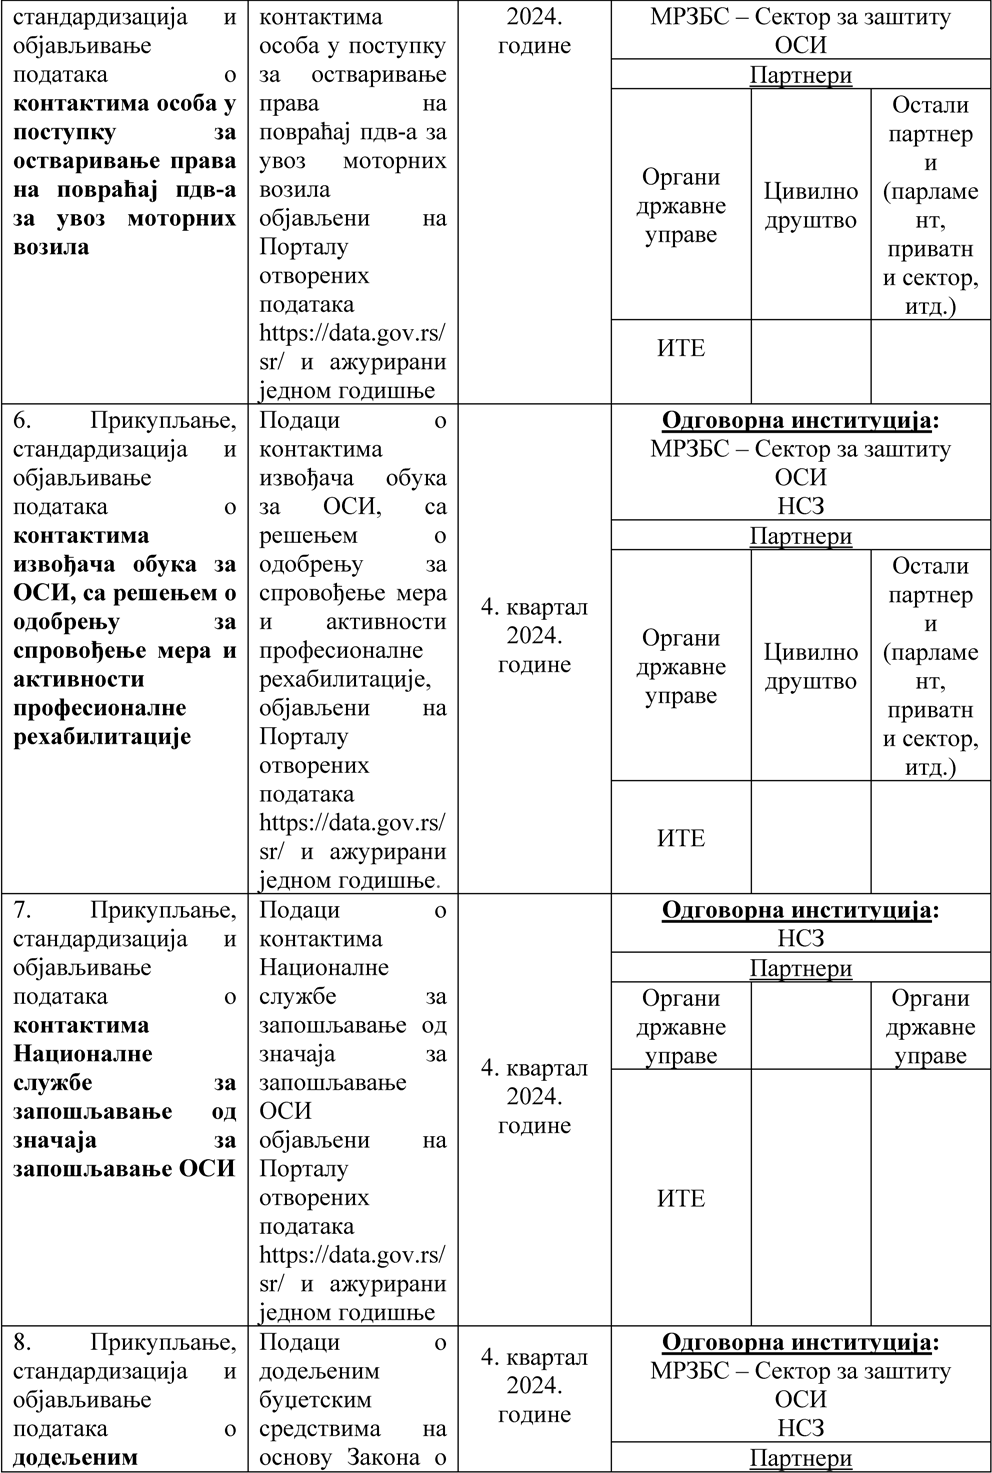 стандардизација и
објављивање
података о
контактима особа у
поступку за
остваривање права
на повраћај пдв-а
за увоз моторних
возила
контактима
особа у поступку
за остваривање
права на
повраћај пдв-а за
увоз моторних
возила
објављени на
Порталу
отворених
података
https://data.gov.rs/
sr/ и ажурирани
једном годишње
2024.
године
МРЗБС – Сектор за заштиту
ОСИ
Партнери
Органи
државне
управе
Цивилно
друштво
Остали
партнер
и
(парламе
нт,
приватн
и сектор,
итд.)
ИТЕ
6. Прикупљање,
стандардизација и
објављивање
података о
контактима
извођача обука за
ОСИ, са решењем о
одобрењу за
спровођење мера и
активности
професионалне
рехабилитације
Подаци о
контактима
извођача обука
за ОСИ, са
решењем о
одобрењу за
спровођење мера
и активности
професионалне
рехабилитације,
објављени на
Порталу
отворених
података
https://data.gov.rs/
sr/ и ажурирани
једном годишње.
4. квартал
2024.
године
Одговорна институција:
МРЗБС – Сектор за заштиту
ОСИ
НСЗ
Партнери
Органи
државне
управе
Цивилно
друштво
Остали
партнер
и
(парламе
нт,
приватн
и сектор,
итд.)
ИТЕ
7. Прикупљање,
стандардизација и
објављивање
података о
контактима
Националне
службе за
запошљавање од
значаја за
запошљавање ОСИ
Подаци о
контактима
Националне
службе за
запошљавање од
значаја за
запошљавање
ОСИ
објављени на
Порталу
отворених
података
https://data.gov.rs/
sr/ и ажурирани
једном годишње
4. квартал
2024.
године
Одговорна институција:
НСЗ
Партнери
Органи
државне
управе
Органи
државне
управе
ИТЕ
8. Прикупљање,
стандардизација и
објављивање
података о
додељеним
Подаци о
додељеним
буџетским
средствима на
основу Закона о
4. квартал
2024.
године
Одговорна институција:
МРЗБС – Сектор за заштиту
ОСИ
НСЗ
Партнери